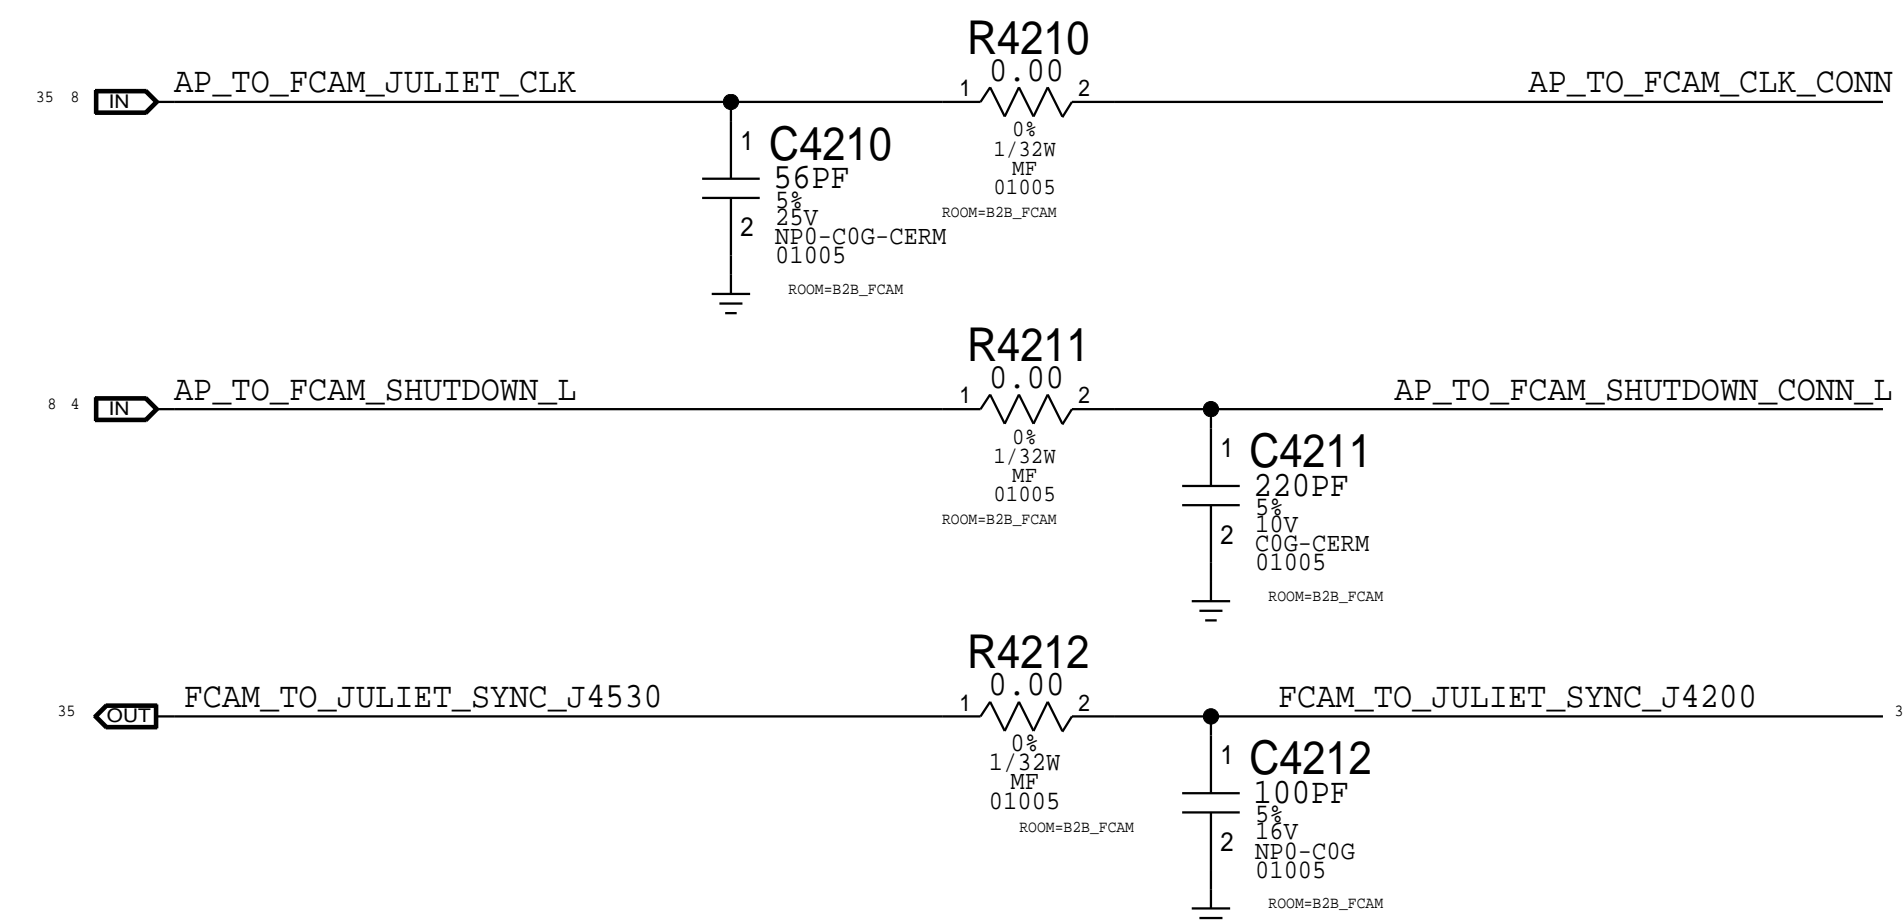 R4210
0.00
35 8 IN AP_TO_FCAM_JULIET_CLK 1 2 AP_TO_FCAM_CLK_CONN
0%
1/32W
MF
01005
ROOM=B2B_FCAM
1 C4210
56PF
5%
25V
2 NP0-C0G-CERM
01005
ROOM=B2B_FCAM
R4211
0.00
8 4 IN AP_TO_FCAM_SHUTDOWN_L 1 2 AP_TO_FCAM_SHUTDOWN_CONN_L
0%
1/32W
MF
01005
ROOM=B2B_FCAM
1 C4211
220PF
5%
10V
2 C0G-CERM
01005
ROOM=B2B_FCAM
R4212
0.00
35 OUT FCAM_TO_JULIET_SYNC_J4530 1 2 FCAM_TO_JULIET_SYNC_J4200 3
0%
1/32W
MF
01005
ROOM=B2B_FCAM
1 C4212
100PF
5%
16V
2 NP0-C0G
01005
ROOM=B2B_FCAM